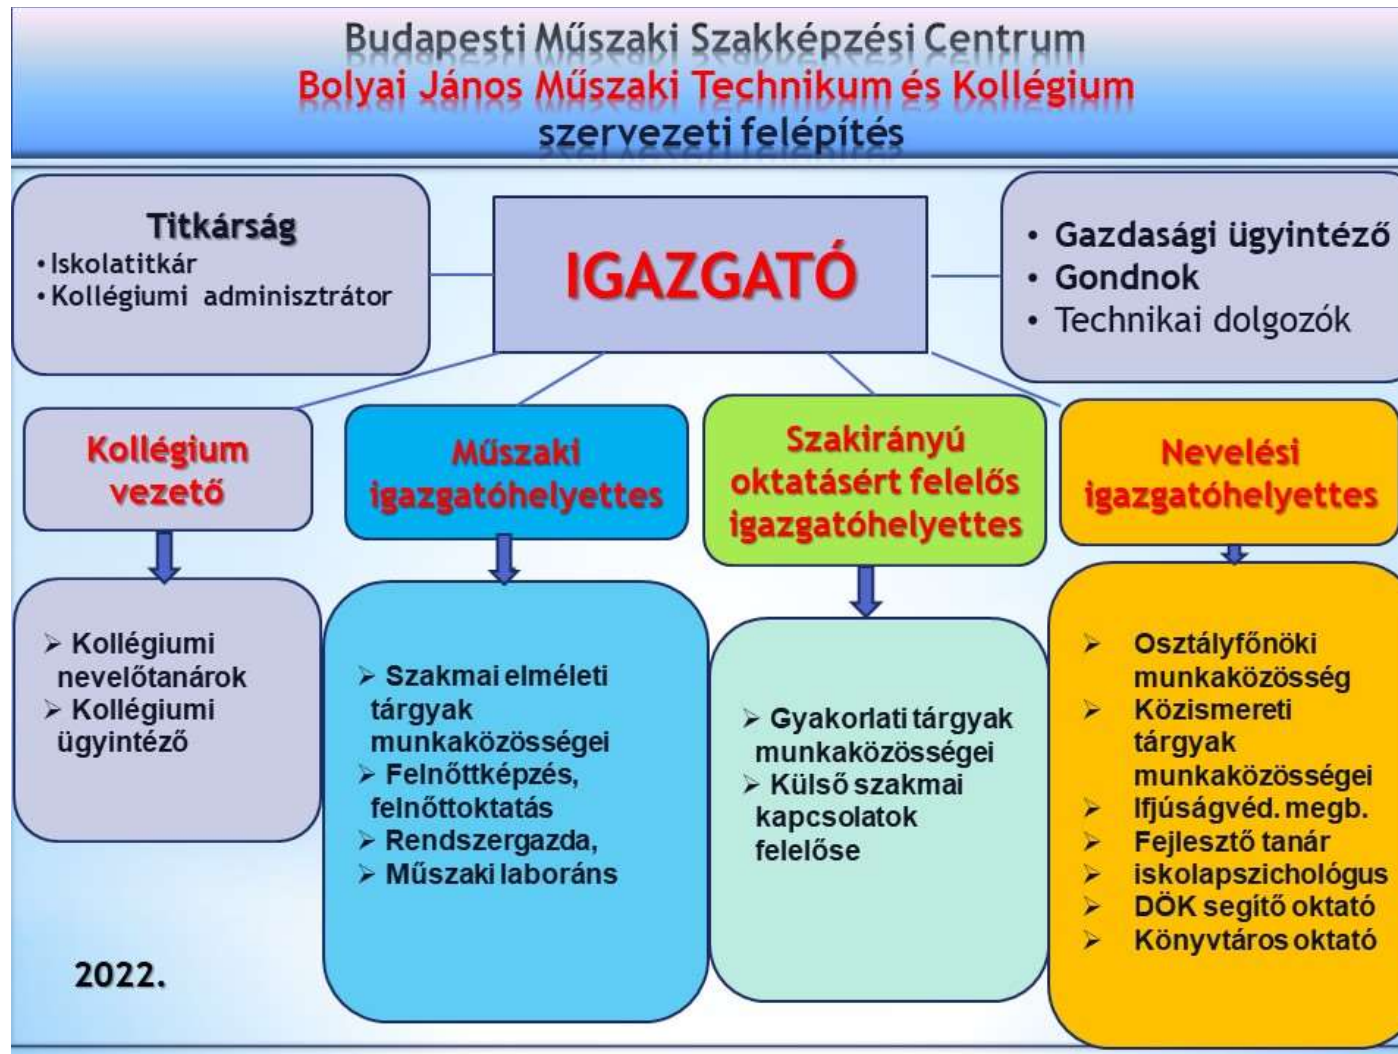 Budapesti Műszaki Szakképzési Centrum
Bolyai János Műszaki Technikum és Kollégium
szervezeti felépítés
Titkárság
• Iskolatitkár
• Kollégiumi adminisztrátor
IGAZGATÓ
• Gazdasági ügyintéző
• Gondnok
• Technikai dolgozók
Kollégium
vezető
Műszaki
igazgatóhelyettes
Szakirányú
oktatásért felelős
igazgatóhelyettes
Nevelési
igazgatóhelyettes
➢ Kollégiumi
nevelőtanárok
➢ Kollégiumi
ügyintéző
➢ Szakmai elméleti
tárgyak
munkaközösségei
➢ Felnőttképzés,
felnőttoktatás
➢ Rendszergazda,
➢ Műszaki laboráns
➢ Gyakorlati tárgyak
munkaközösségei
➢ Külső szakmai
kapcsolatok
felelőse
➢ Osztályfőnöki
munkaközösség
➢ Közismereti
tárgyak
munkaközösségei
➢ Ifjúságvéd. megb.
➢ Fejlesztő tanár
➢ iskolapszichológus
➢ DÖK segítő oktató
➢ Könyvtáros oktató
2022.